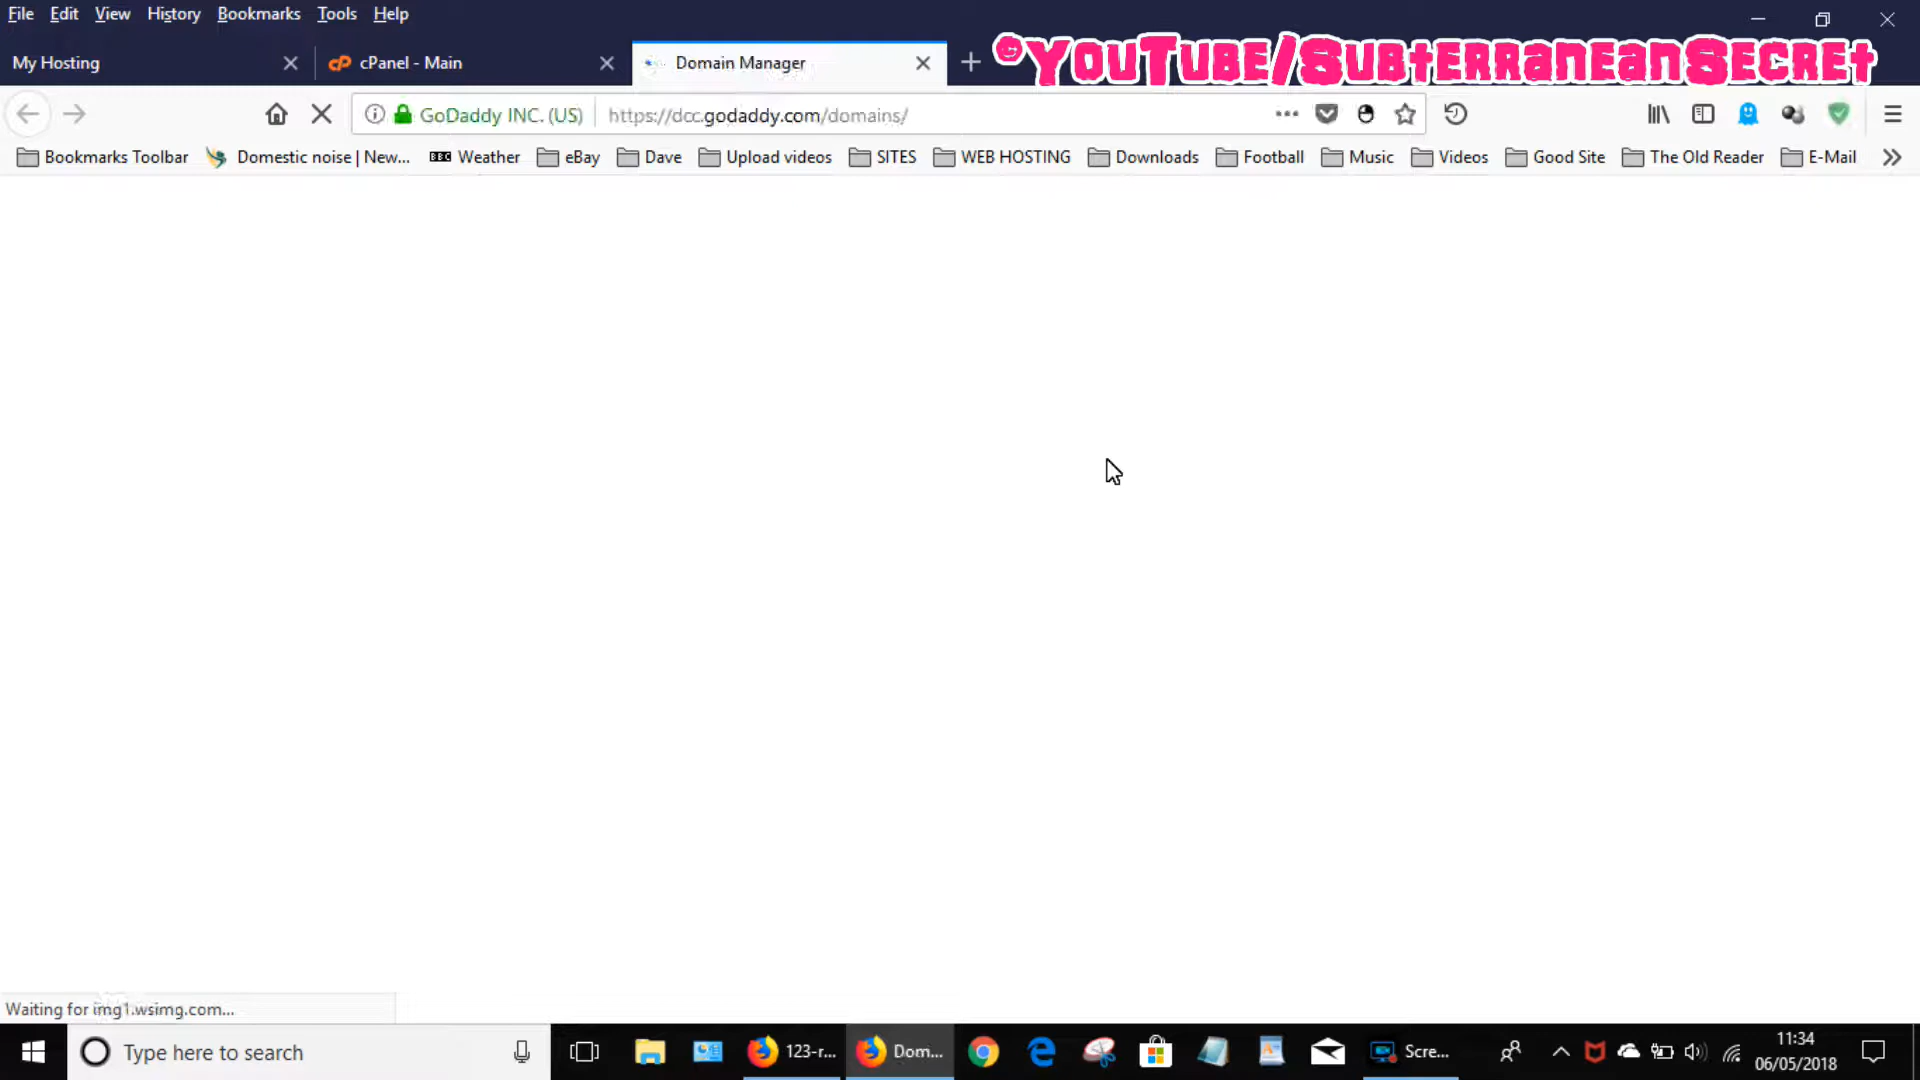 File Edit View History Bookmarks Tools Help
My Hosting cPanel - Main Domain Manager
©YouTube/SubterraneanSecret
GoDaddy INC. (US) https://dcc.godaddy.com/domains/
Bookmarks Toolbar Domestic noise | New... BBC Weather eBay Dave Upload videos SITES WEB HOSTING Downloads Football Music Videos Good Site The Old Reader E-Mail
Waiting for img1.wsimg.com...
Type here to search 123-r... Dom... Scre... 11:34
06/05/2018